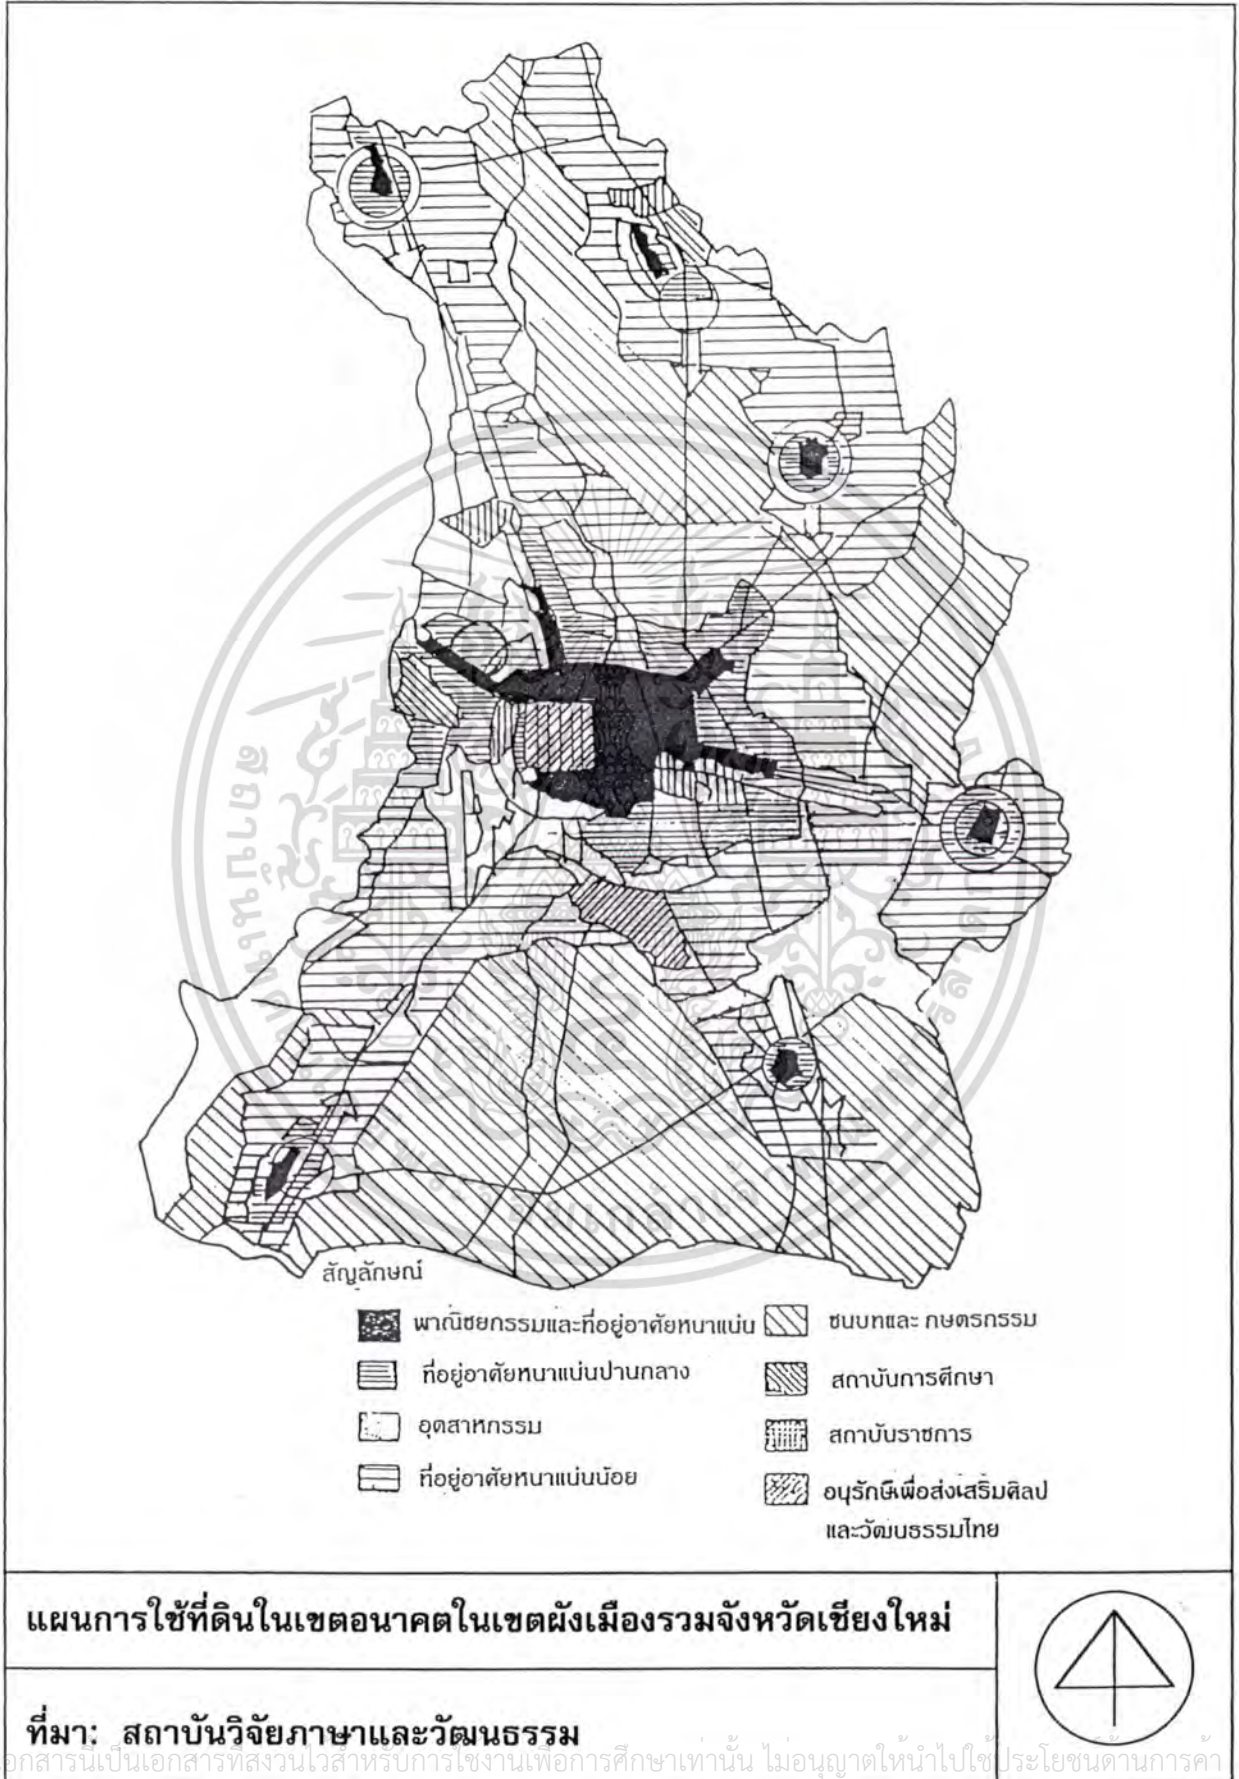 สัญลักษณ์
พาณิชยกรรมและที่อยู่อาศัยหนาแน่น
ชนบทและ กษตรกรรม
ที่อยู่อาศัยหนาแน่นปานกลาง
สถาบันการศึกษา
อุตสาหกรรม
สถาบันราชการ
ที่อยู่อาศัยหนาแน่นน้อย
อนุรักษ์เพื่อส่งเสริมศิลป
และวัฒนธรรมไทย
แผนการใช้ที่ดินในเขตอนาคตในเขตผังเมืองรวมจังหวัดเชียงใหม่
ที่มา: สถาบันวิจัยภาษาและวัฒนธรรม
อกสารนี้เป็นเอกสารที่สงวนไว้สำหรับการใช้งานเพื่อการศึกษาเท่านั้น ไม่อนุญาตให้นำไปใช้ประโยชน์ด้านการค้า